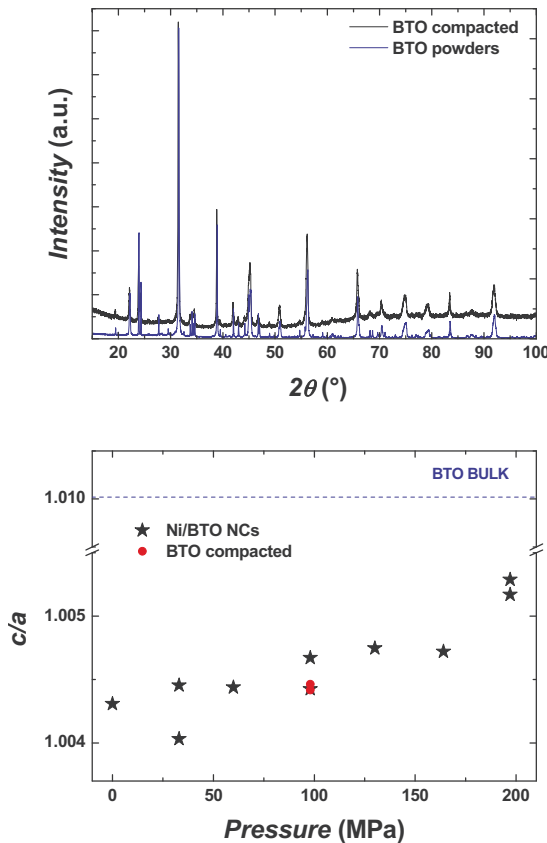 BTO compacted
BTO powders
Intensity (a.u.)
20 30 40 50 60 70 80 90 100
2θ (°)
BTO BULK
1.010
Ni/BTO NCs
BTO compacted
1.005
1.004
c/a
0 50 100 150 200
Pressure (MPa)